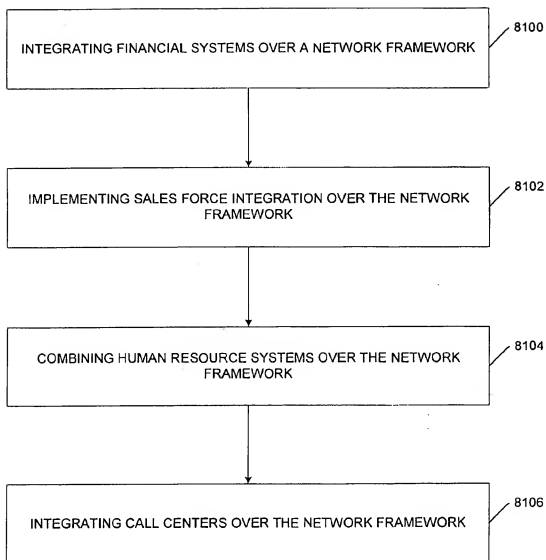 8100
INTEGRATING FINANCIAL SYSTEMS OVER A NETWORK FRAMEWORK
8102
IMPLEMENTING SALES FORCE INTEGRATION OVER THE NETWORK
FRAMEWORK
8104
COMBINING HUMAN RESOURCE SYSTEMS OVER THE NETWORK
FRAMEWORK
8106
INTEGRATING CALL CENTERS OVER THE NETWORK FRAMEWORK